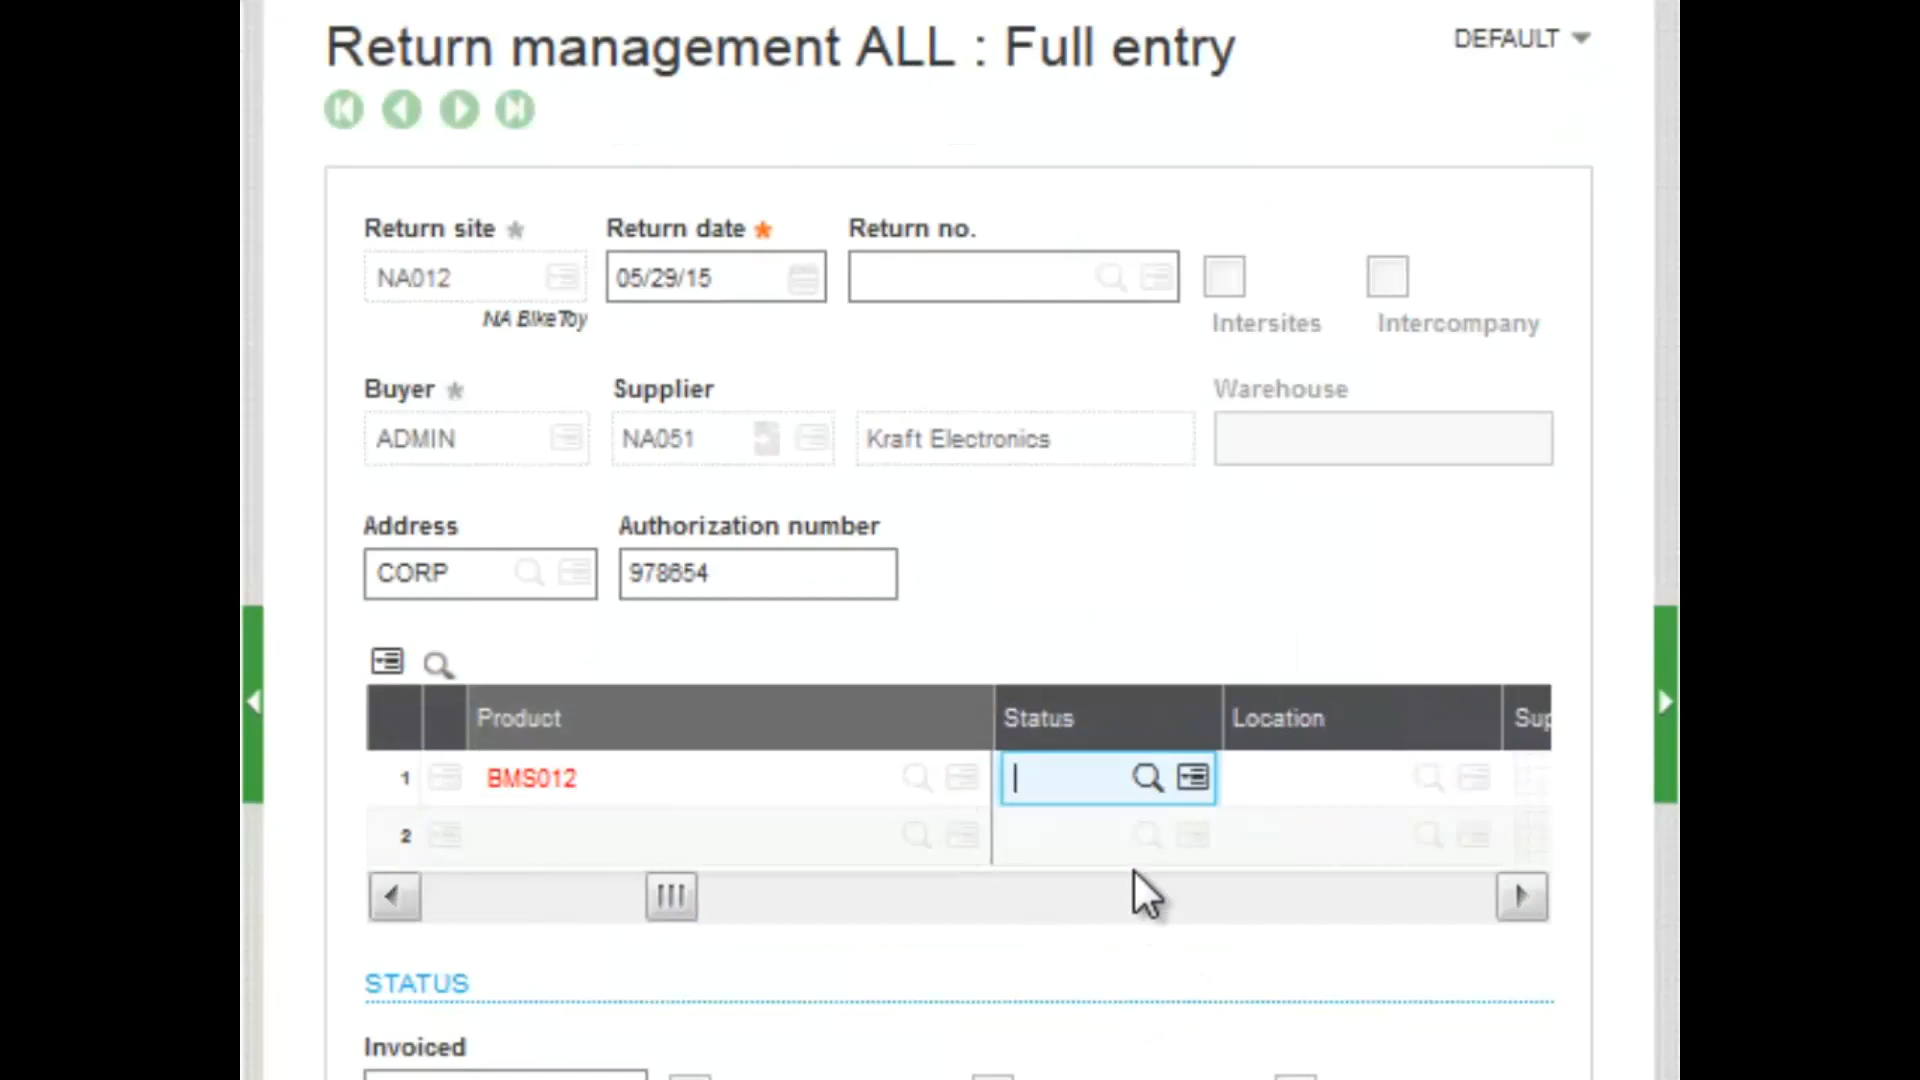 Return management ALL : Full entry
DEFAULT
Return site *
Return date *
Return no.
NA012
05/29/15
NA BikeToy
Intersites
Intercompany
Buyer *
Supplier
Warehouse
ADMIN
NA051
Kraft Electronics
Address
Authorization number
CORP
978654
Product
Status
Location
Sup
1
BMS012
2
STATUS
Invoiced